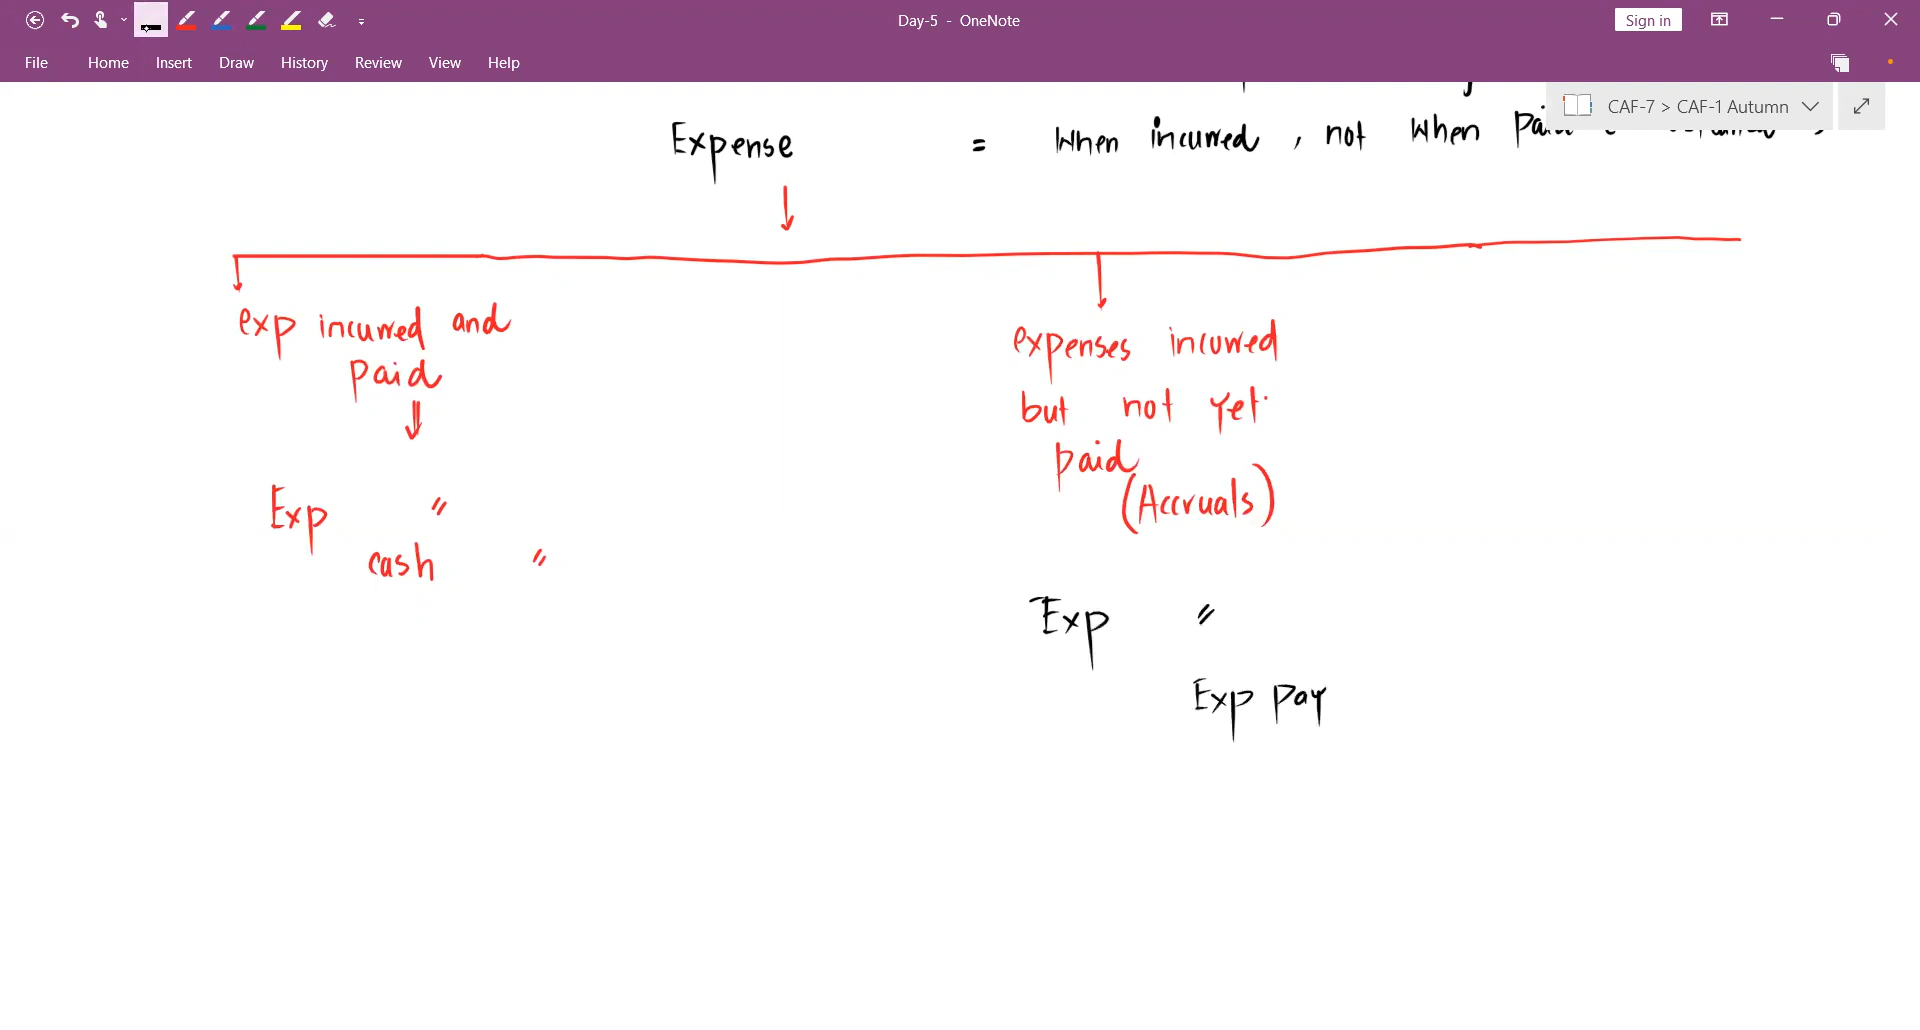 Day-5 - OneNote
Sign in
File Home Insert Draw History Review View Help
CAF-7 > CAF-1 Autumn
Expense = When incurred, not when Paid
exp incurred and
paid
expenses incurred
but not yet.
paid
(Accruals)
Exp "
cash "
Exp "
Exp pay